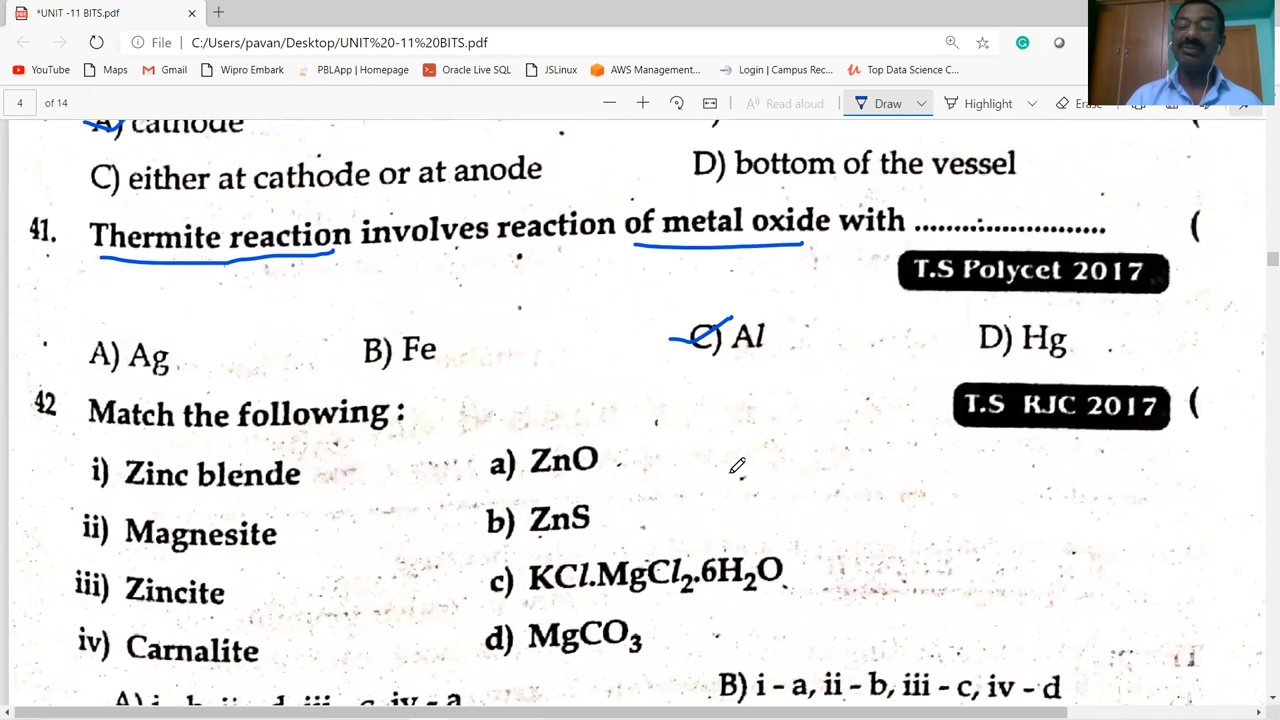 *UNIT -11 BITS.pdf
File C:/Users/pavan/Desktop/UNIT%20-11%20BITS.pdf
YouTube Maps Gmail Wipro Embark PBLApp | Homepage Oracle Live SQL JSLinux AWS Management... Login | Campus Rec... Top Data Science C...
4 of 14 Read aloud Draw Highlight Erase
A) cathode
C) either at cathode or at anode D) bottom of the vessel
41. Thermite reaction involves reaction of metal oxide with ........................ (
T.S Polycet 2017
A) Ag B) Fe C) Al D) Hg
42 Match the following : T.S RJC 2017 (
i) Zinc blende a) ZnO
ii) Magnesite b) ZnS
iii) Zincite c) KCl.MgCl₂.6H₂O
iv) Carnalite d) MgCO₃
B) i - a, ii - b, iii - c, iv - d